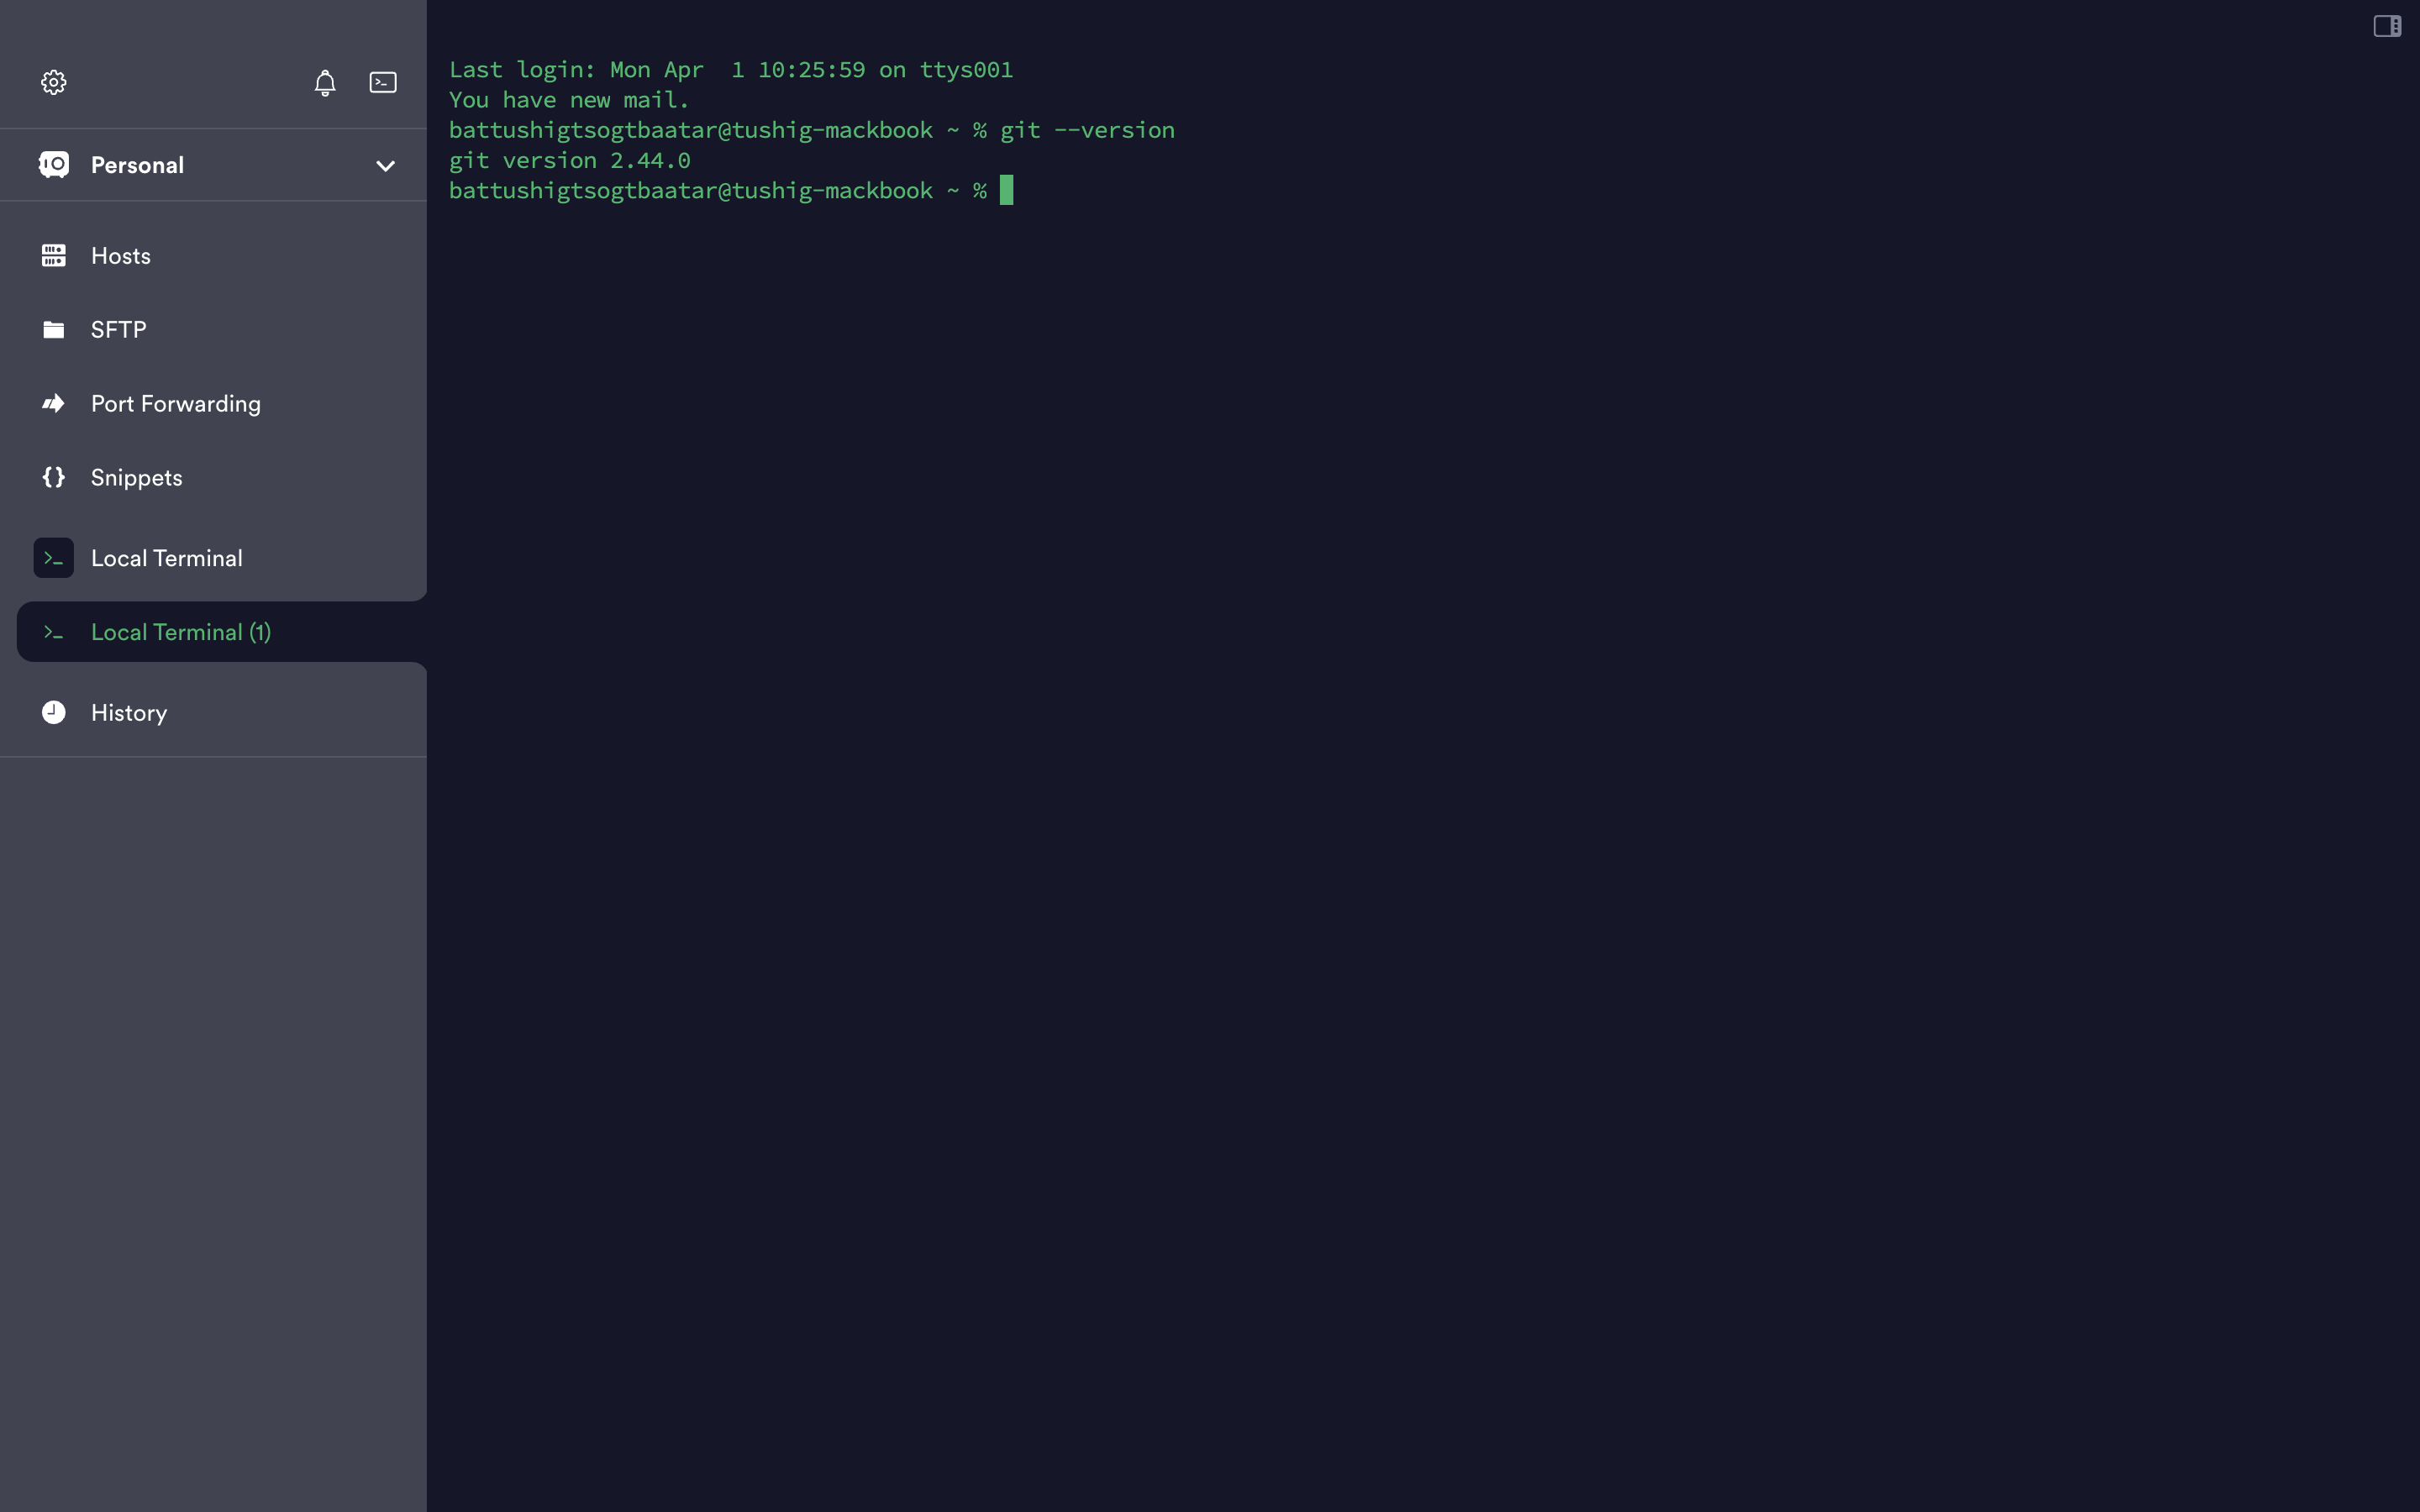 Personal
Hosts
SFTP
Port Forwarding
Snippets
Local Terminal
Local Terminal (1)
History
Last login: Mon Apr  1 10:25:59 on ttys001
You have new mail.
battushigtsogtbaatar@tushig-mackbook ~ % git --version
git version 2.44.0
battushigtsogtbaatar@tushig-mackbook ~ %